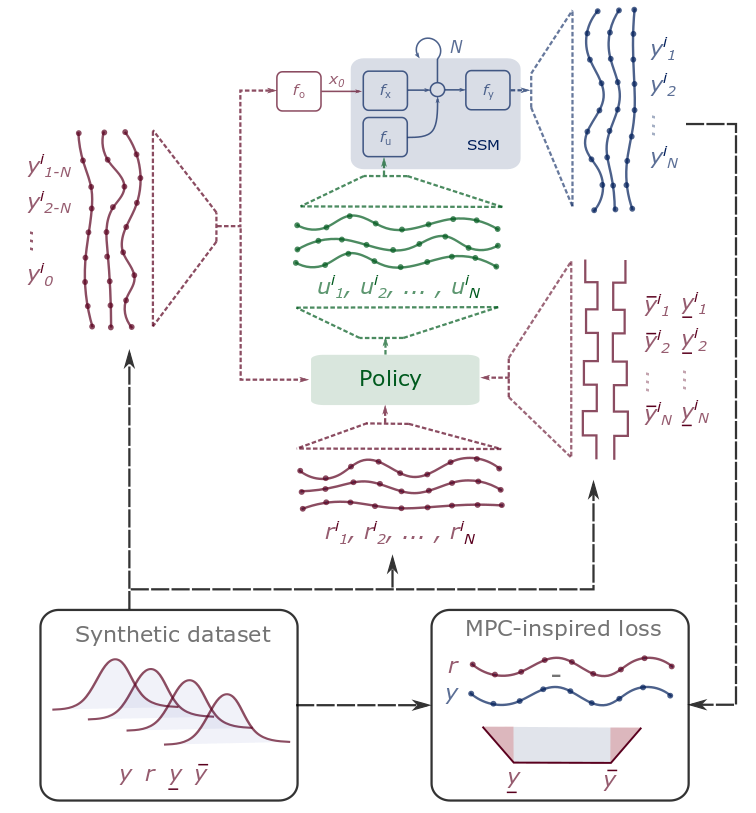 N
y^i_1
x_0
f_o
f_x
f_y
y^i_2
⋮
f_u
SSM
y^i_N
y^i_{1-N}
y^i_{2-N}
⋮
y^i_0
u^i_1, u^i_2, ... , u^i_N
ȳ^i_1 y̲^i_1
ȳ^i_2 y̲^i_2
⋮ ⋮
ȳ^i_N y̲^i_N
Policy
r^i_1, r^i_2, ... , r^i_N
Synthetic dataset
y r y̲ ȳ
MPC-inspired loss
r
-
y
y̲ ȳ